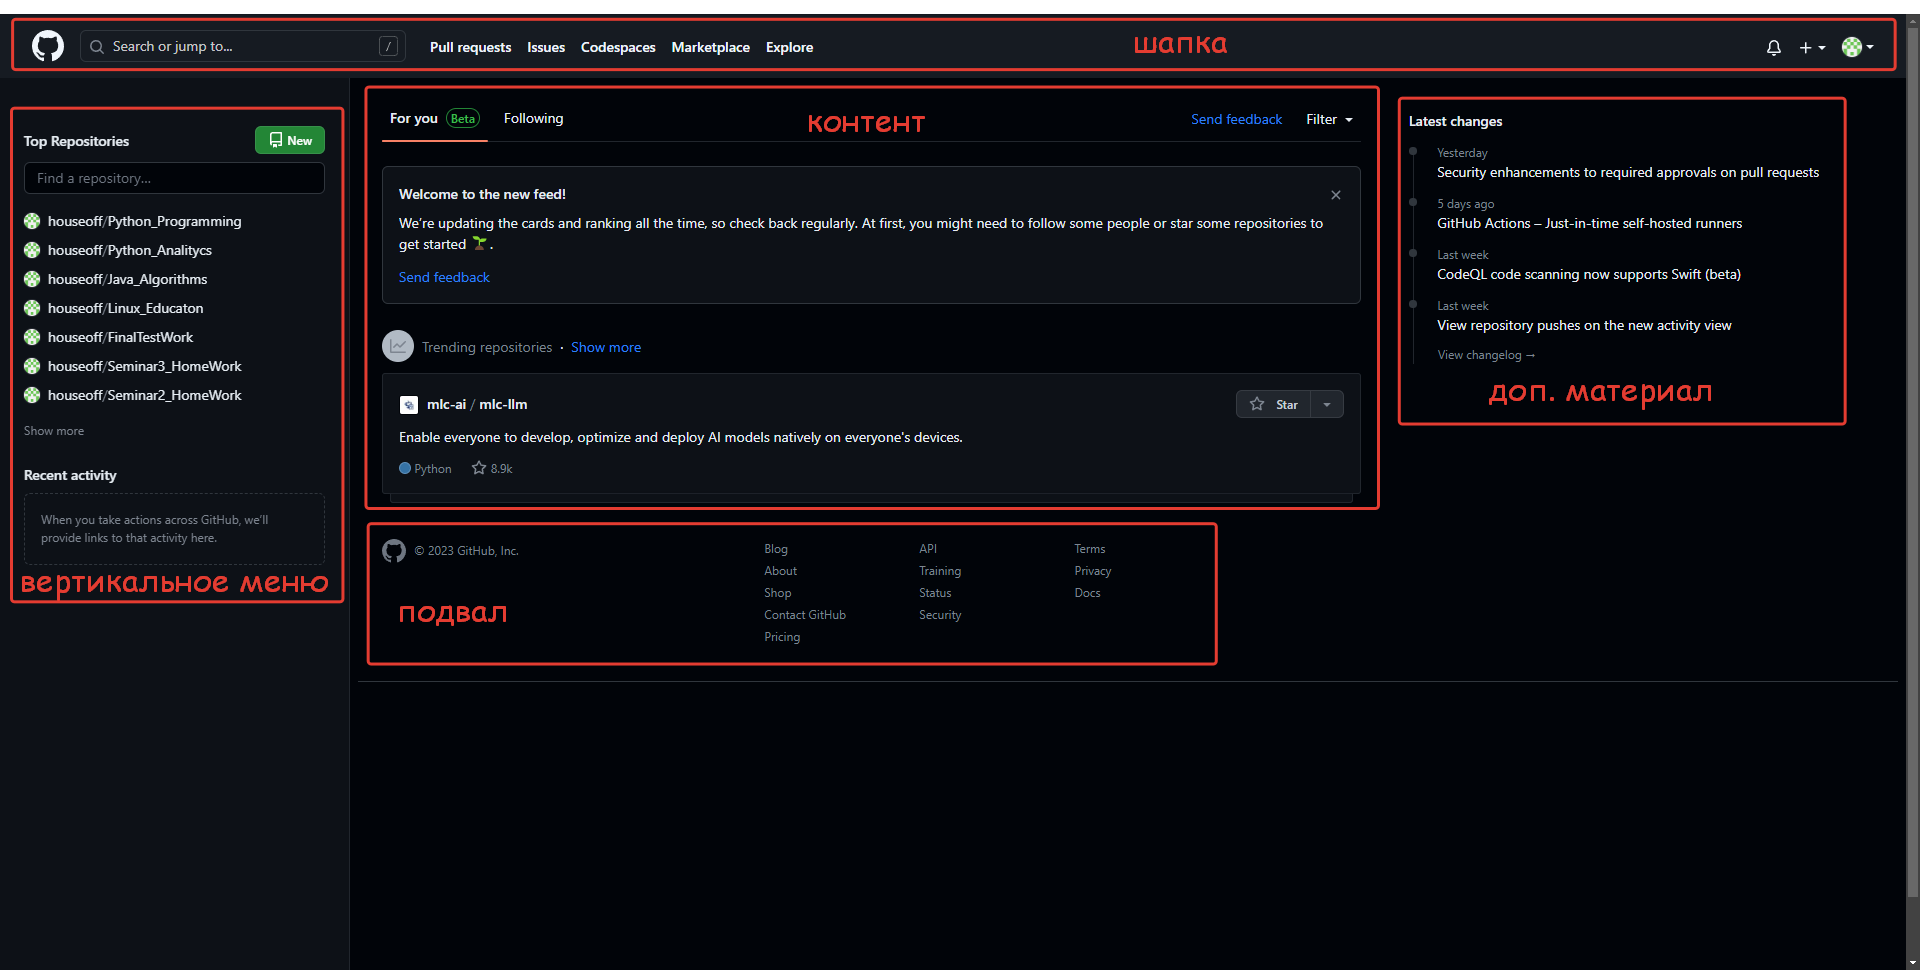 Search or jump to...
/
Pull requests
Issues
Codespaces
Marketplace
Explore
шапка
Top Repositories
New
Find a repository...
houseoff/Python_Programming
houseoff/Python_Analitycs
houseoff/Java_Algorithms
houseoff/Linux_Educaton
houseoff/FinalTestWork
houseoff/Seminar3_HomeWork
houseoff/Seminar2_HomeWork
Show more
Recent activity
When you take actions across GitHub, we’ll
provide links to that activity here.
вертикальное меню
For you
Beta
Following
контент
Send feedback
Filter
Welcome to the new feed!
We’re updating the cards and ranking all the time, so check back regularly. At first, you might need to follow some people or star some repositories to
get started 🌱.
Send feedback
Trending repositories · Show more
mlc-ai / mlc-llm
Star
Enable everyone to develop, optimize and deploy AI models natively on everyone's devices.
Python
8.9k
© 2023 GitHub, Inc.
подвал
Blog
About
Shop
Contact GitHub
Pricing
API
Training
Status
Security
Terms
Privacy
Docs
Latest changes
Yesterday
Security enhancements to required approvals on pull requests
5 days ago
GitHub Actions – Just-in-time self-hosted runners
Last week
CodeQL code scanning now supports Swift (beta)
Last week
View repository pushes on the new activity view
View changelog →
доп. материал